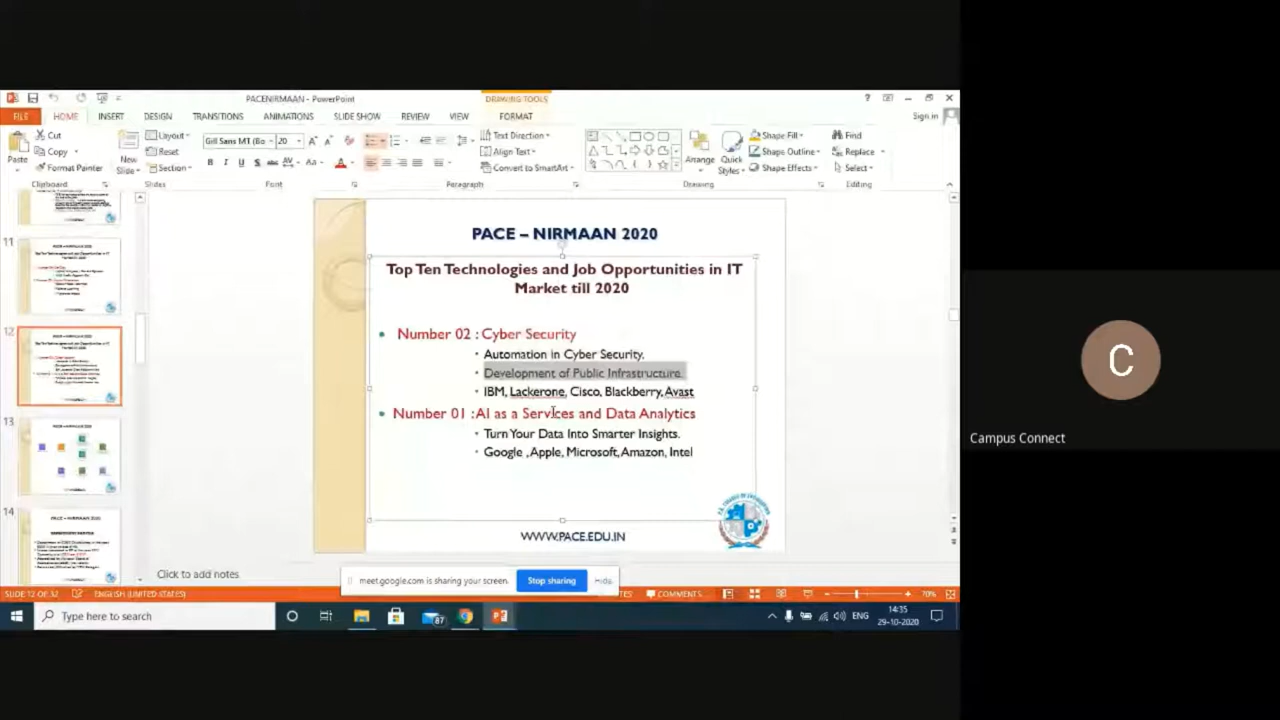 PACENIRMAAN - PowerPoint
DRAWING TOOLS
?
Sign in
FILE HOME INSERT DESIGN TRANSITIONS ANIMATIONS SLIDE SHOW REVIEW VIEW FORMAT
Paste
Cut
Copy
Format Painter
Clipboard
New
Slide
Layout
Reset
Section
Slides
Gill Sans MT (Bo 20
B I U S abc AV Aa A
Font
Text Direction
Align Text
Convert to SmartArt
Paragraph
Arrange
Quick
Styles
Shape Fill
Shape Outline
Shape Effects
Drawing
Find
Replace
Select
Editing
11
12
13
14
PACE – NIRMAAN 2020
Top Ten Technologies and Job Opportunities in IT
Market till 2020
• Number 02 : Cyber Security
• Automation in Cyber Security.
• Development of Public Infrastructure.
• IBM, Lackerone, Cisco, Blackberry, Avast
• Number 01 :AI as a Services and Data Analytics
• Turn Your Data Into Smarter Insights.
• Google ,Apple, Microsoft, Amazon, Intel
WWW.PACE.EDU.IN
Click to add notes
meet.google.com is sharing your screen. Stop sharing Hide
SLIDE 12 OF 32 ENGLISH (UNITED STATES) COMMENTS 70%
Type here to search
87
ENG
14:35
29-10-2020
C
Campus Connect